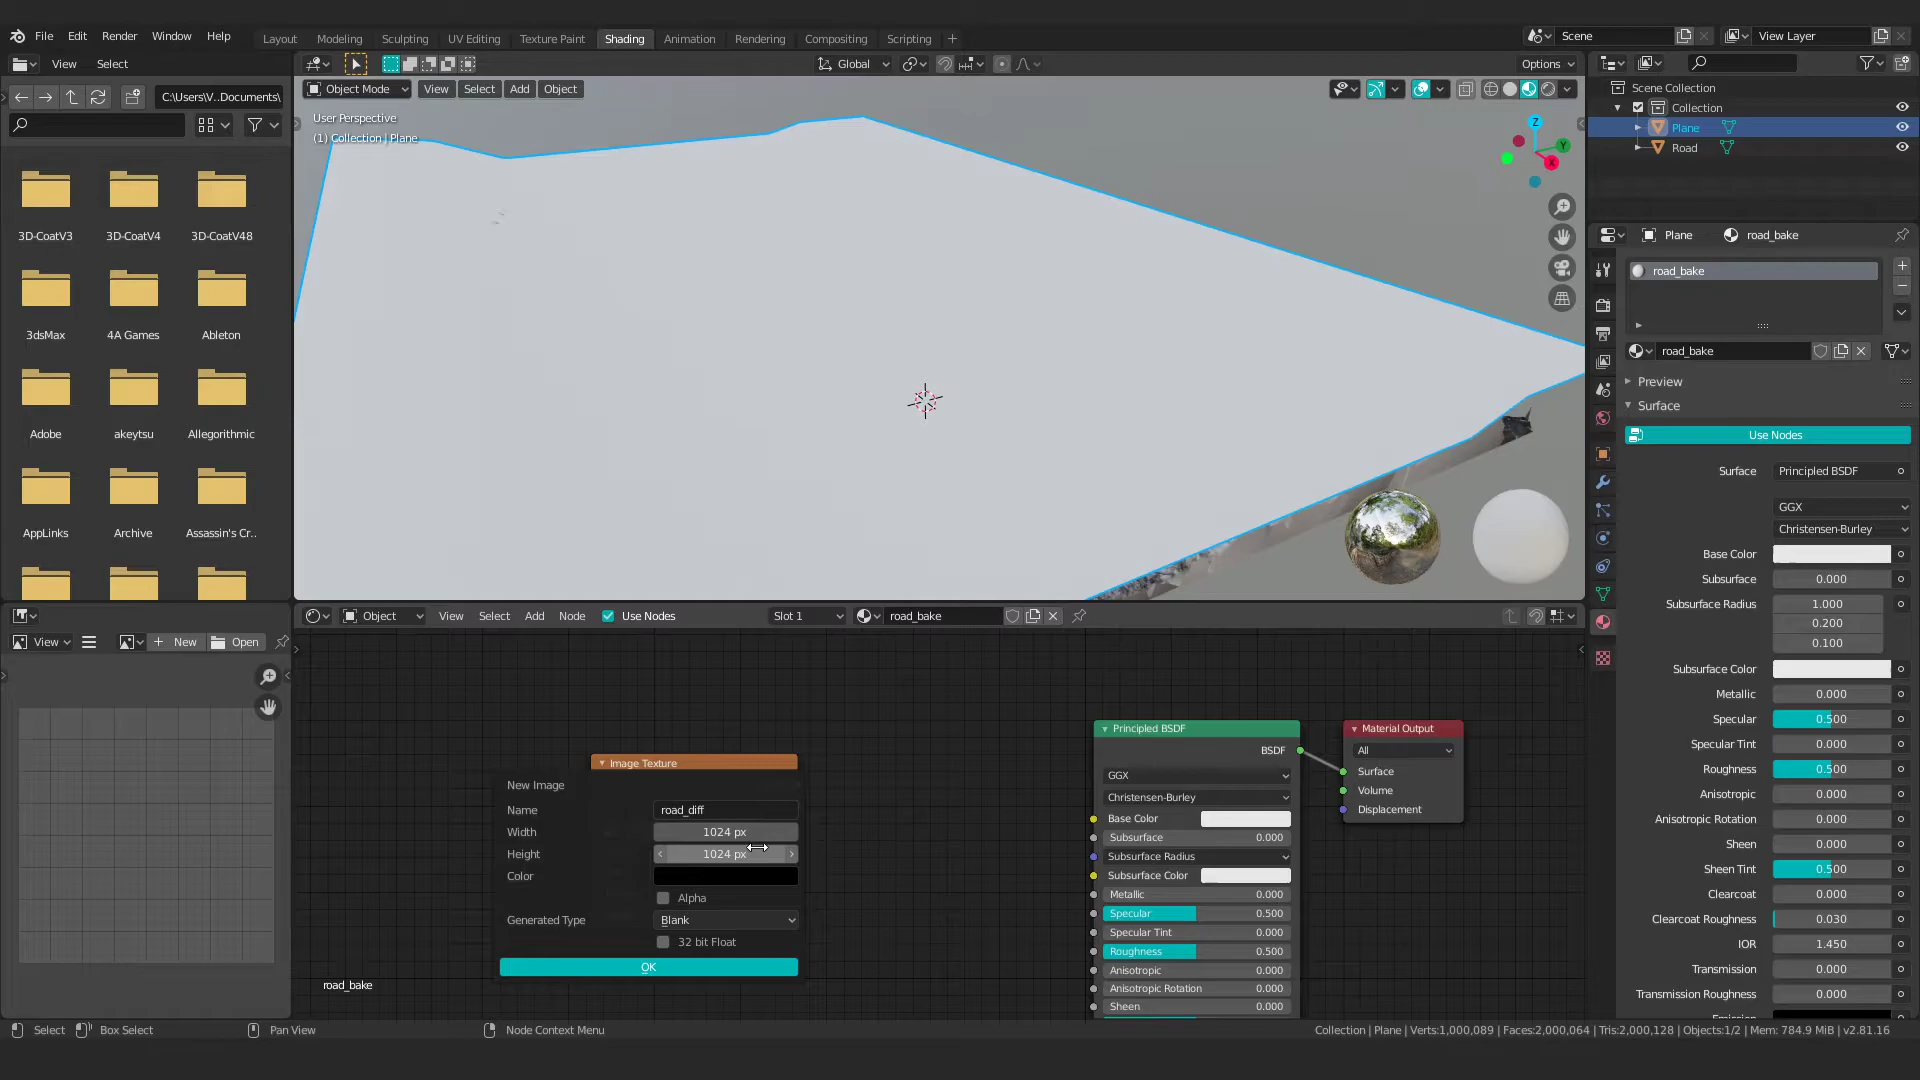 File Edit Render Window Help
Layout Modeling Sculpting UV Editing Texture Paint Shading Animation Rendering Compositing Scripting
Scene
View Layer
View Select
Global
Options
C:\Users\V..Documents\
Object Mode View Select Add Object
User Perspective
(1) Collection | Plane
Z
Y
X
Scene Collection
Collection
Plane
Road
3D-CoatV3 3D-CoatV4 3D-CoatV48
3dsMax 4A Games Ableton
Adobe akeytsu Allegorithmic
AppLinks Archive Assassin's Cr..
Plane road_bake
road_bake
road_bake
Preview
Surface
Use Nodes
Surface Principled BSDF
GGX
Christensen-Burley
Base Color
Subsurface 0.000
Subsurface Radius 1.000
0.200
0.100
Subsurface Color
Metallic 0.000
Specular 0.500
Specular Tint 0.000
Roughness 0.500
Anisotropic 0.000
Anisotropic Rotation 0.000
Sheen 0.000
Sheen Tint 0.500
Clearcoat 0.000
Clearcoat Roughness 0.030
IOR 1.450
Transmission 0.000
Transmission Roughness 0.000
Object View Select Add Node Use Nodes Slot 1 road_bake
View New Open
Image Texture
New Image
Name road_diff
Width 1024 px
Height 1024 px
Color
Alpha
Generated Type Blank
32 bit Float
OK
road_bake
Principled BSDF
BSDF
GGX
Christensen-Burley
Base Color
Subsurface 0.000
Subsurface Radius
Subsurface Color
Metallic 0.000
Specular 0.500
Specular Tint 0.000
Roughness 0.500
Anisotropic 0.000
Anisotropic Rotation 0.000
Sheen 0.000
Material Output
All
Surface
Volume
Displacement
Select Box Select Pan View Node Context Menu
Collection | Plane | Verts:1,000,089 | Faces:2,000,064 | Tris:2,000,128 | Objects:1/2 | Mem: 784.9 MiB | v2.81.16